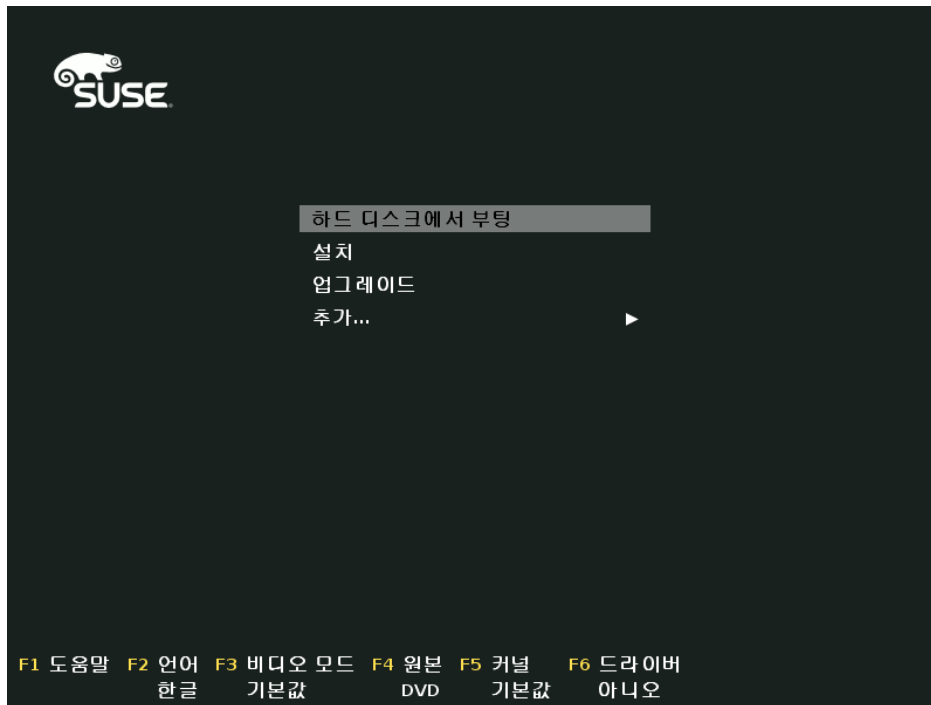 SUSE.
하드 디스크에서 부팅
설치
업그레이드
추가...
F1 도움말 F2 언어 F3 비디오 모드 F4 원본 F5 커널 F6 드라이버
한글 기본값 DVD 기본값 아니오